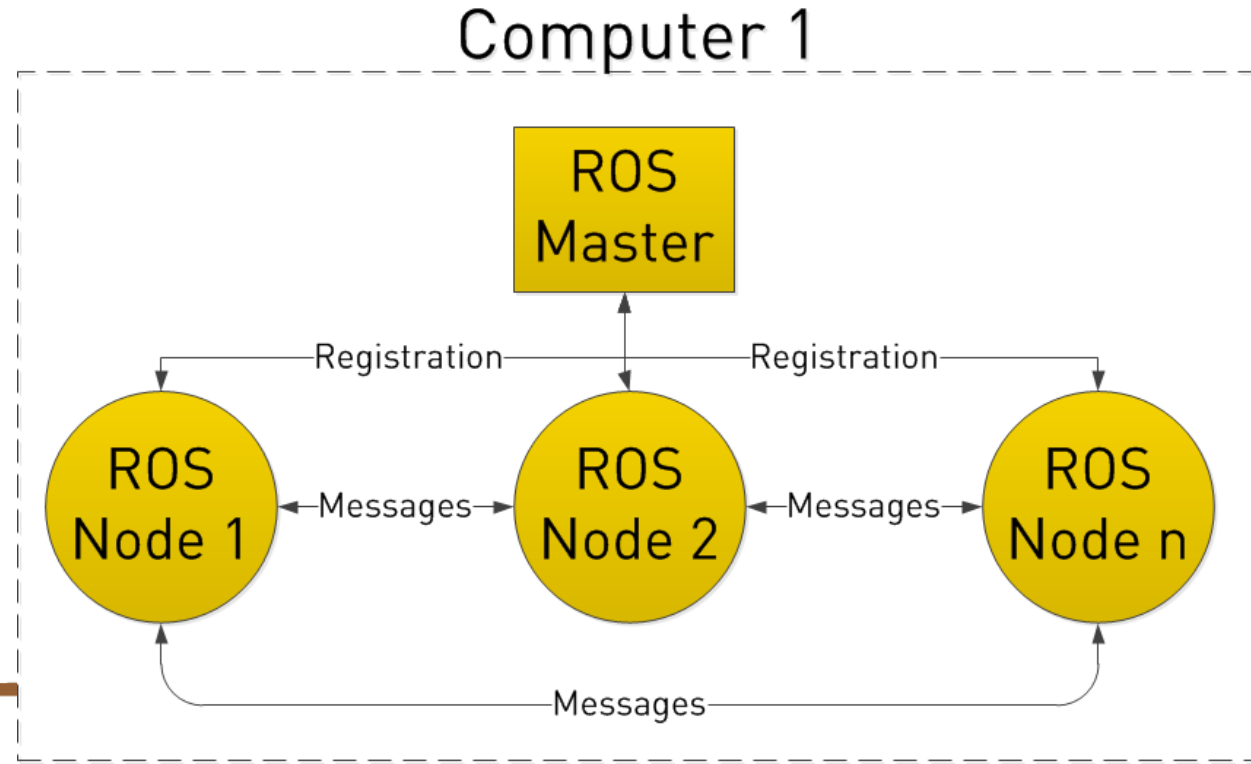 Computer 1
ROS
Master
Registration
Registration
ROS
Node 1
Messages
ROS
Node 2
Messages
ROS
Node n
Messages